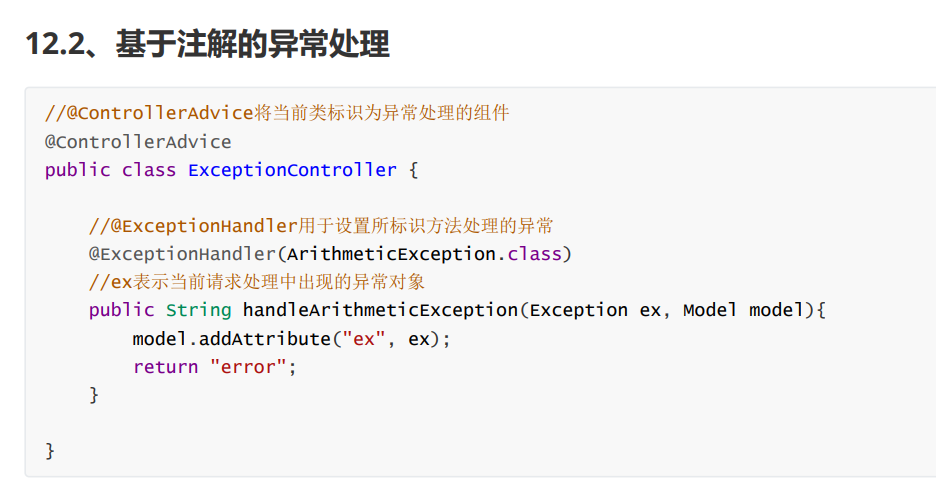 12.2、基于注解的异常处理
//@ControllerAdvice将当前类标识为异常处理的组件
@ControllerAdvice
public class ExceptionController {
//@ExceptionHandler用于设置所标识方法处理的异常
@ExceptionHandler(ArithmeticException.class)
//ex表示当前请求处理中出现的异常对象
public String handleArithmeticException(Exception ex, Model model){
model.addAttribute("ex", ex);
return "error";
}
}